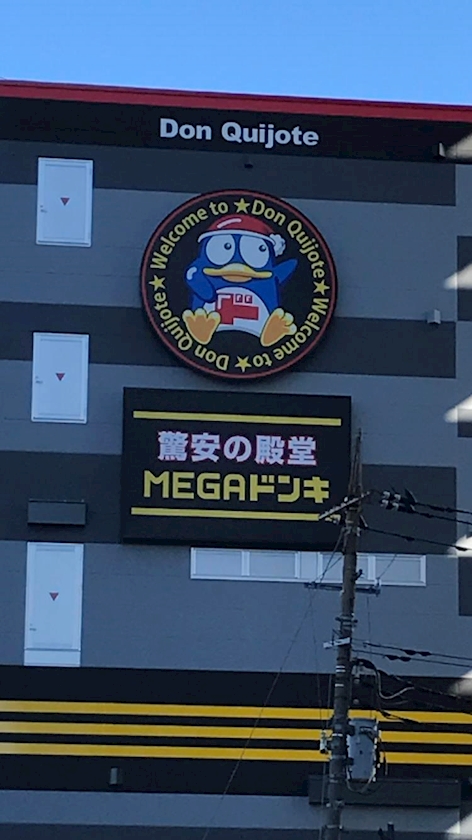 Don Quijote
Welcome to ★ Don Quijote ★ Welcome to ★ Don Quijote ★
驚安の殿堂
MEGAドンキ